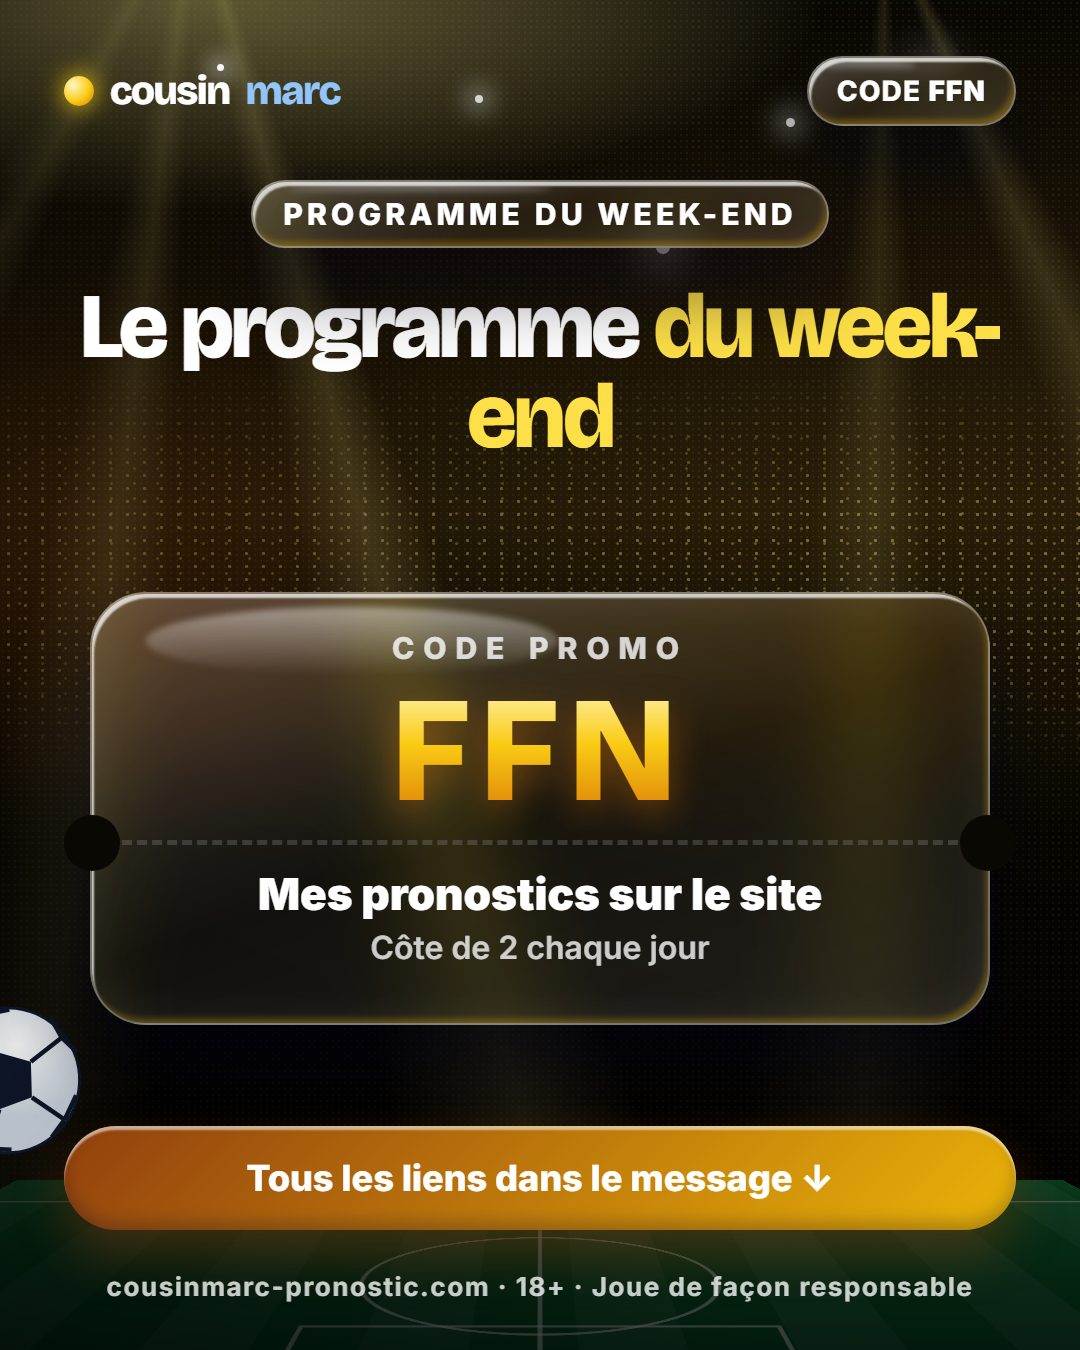 cousin marc
CODE FFN
PROGRAMME DU WEEK-END
Le programme du week-
end
CODE PROMO
FFN
Mes pronostics sur le site
Côte de 2 chaque jour
Tous les liens dans le message ↓
cousinmarc-pronostic.com · 18+ · Joue de façon responsable